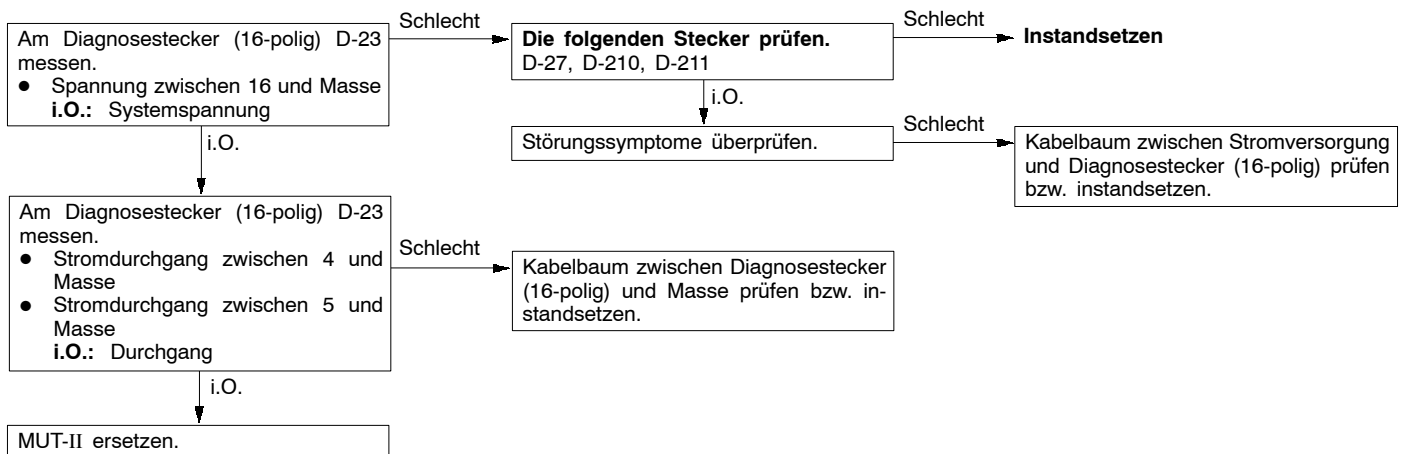 Am Diagnosestecker (16-polig) D-23
messen.
● Spannung zwischen 16 und Masse
i.O.: Systemspannung
Schlecht
Die folgenden Stecker prüfen.
D-27, D-210, D-211
Schlecht
Instandsetzen
i.O.
i.O.
Störungssymptome überprüfen.
Schlecht
Kabelbaum zwischen Stromversorgung
und Diagnosestecker (16-polig) prüfen
bzw. instandsetzen.
Am Diagnosestecker (16-polig) D-23
messen.
● Stromdurchgang zwischen 4 und
Masse
● Stromdurchgang zwischen 5 und
Masse
i.O.: Durchgang
Schlecht
Kabelbaum zwischen Diagnosestecker
(16-polig) und Masse prüfen bzw. in-
standsetzen.
i.O.
MUT-II ersetzen.